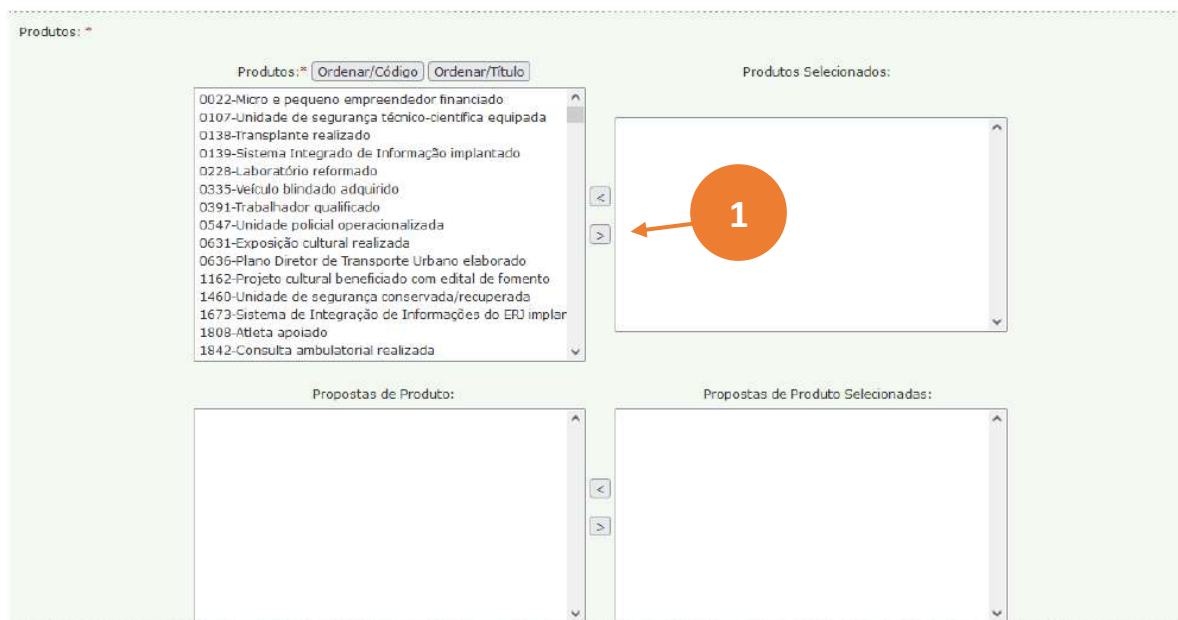 Produtos: *
Produtos:* Ordenar/Código Ordenar/Título
Produtos Selecionados:
0022-Micro e pequeno empreendedor financiado
0107-Unidade de segurança técnico-científica equipada
0138-Transplante realizado
0139-Sistema Integrado de Informação implantado
0228-Laboratório reformado
0335-Veículo blindado adquirido
0391-Trabalhador qualificado
0547-Unidade policial operacionalizada
0631-Exposição cultural realizada
0636-Plano Diretor de Transporte Urbano elaborado
1162-Projeto cultural beneficiado com edital de fomento
1460-Unidade de segurança conservada/recuperada
1673-Sistema de Integração de Informações do ERJ implar
1808-Atleta apoiado
1842-Consulta ambulatorial realizada
<
>
1
Propostas de Produto:
Propostas de Produto Selecionadas:
<
>